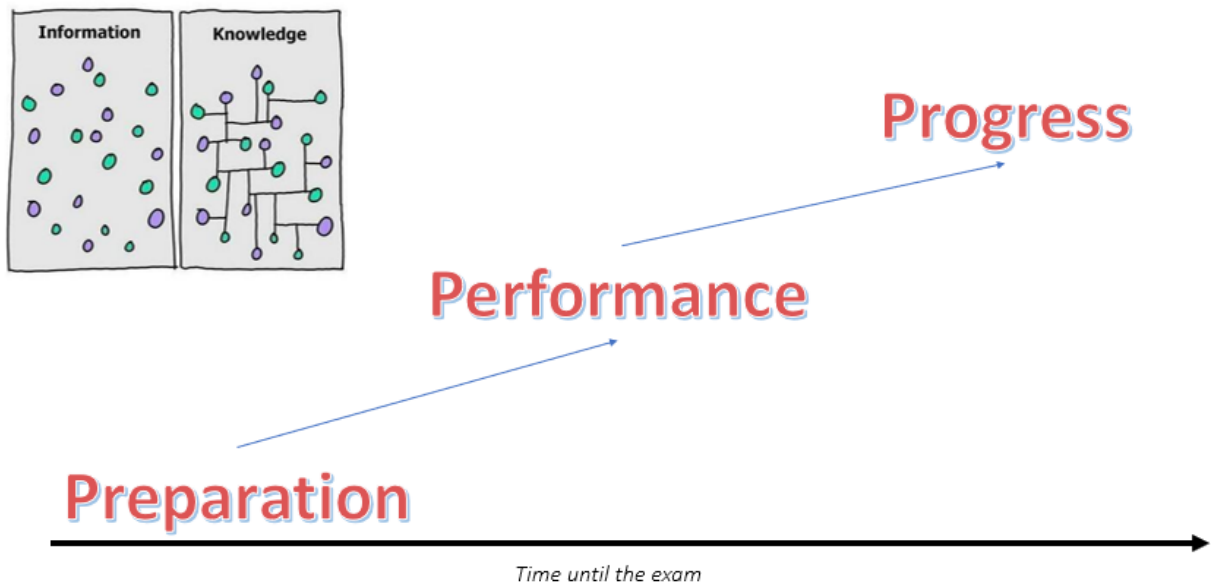 Information
Knowledge
Progress
Performance
Preparation
Time until the exam